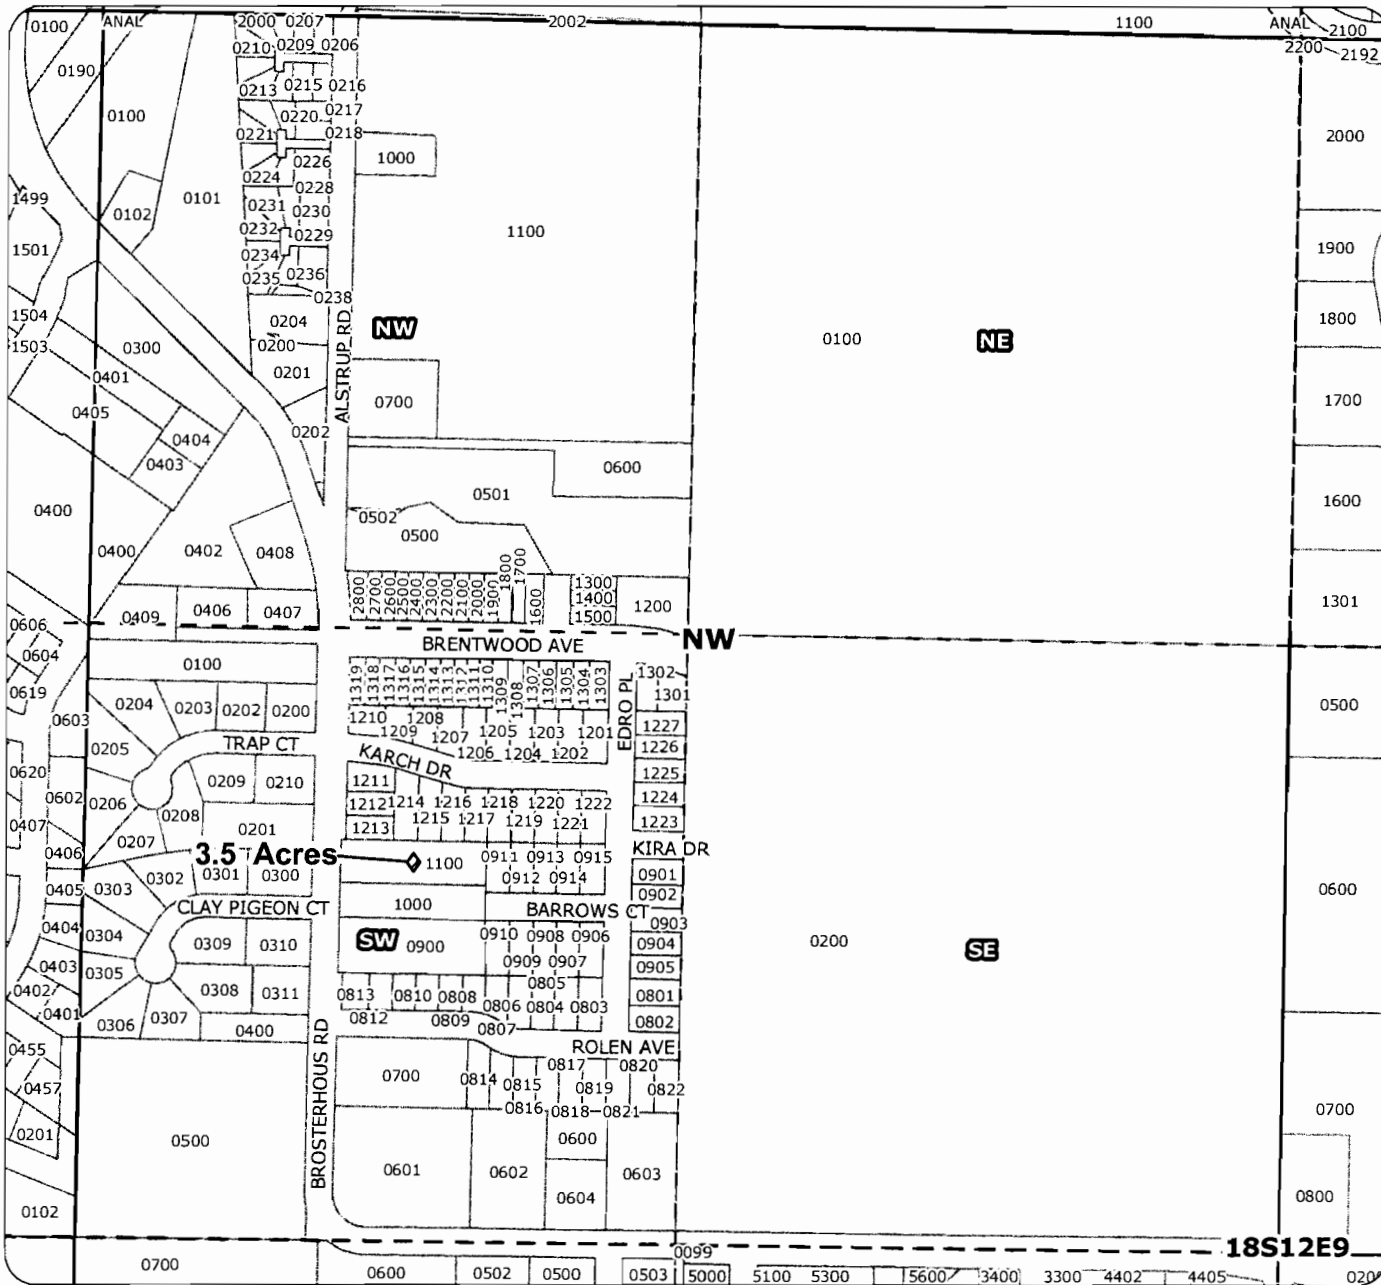 0100 ANAL 2000 0207 2002 1100 ANAL 2100
0210 0209 0206 2200 2192
0190
0213 0215 0216
0100 0220 0217
0221 0218 2000
1000
0226
0224 0228
1499 0101 0231 0230
0102
0232 0229 1100
1501 0234 1900
0235 0236
0238
1504 0204 NW 1800
0200 ALSTRUP RD 0100 NE
1503 0300
0401 0201
0405 0700 1700
0404 0202
0403 0600
0501
0400 0502 1600
0500
0400 0402 0408
2800 2700 2600 2500 2400 2300 2200 2100 2000 1900 1800 1700 1600 1300
1400 1200
1500
0409 0406 0407 1301
0606
BRENTWOOD AVE NW
0604
0100
0619 1319 1318 1317 1316 1315 1314 1313 1312 1311 1310 1309 1308 1307 1306 1305 1304 1303 1302
1301
0204 0203 0202 0200 EDRO PL 0500
0603 1210 1208
1209 1207 1205 1203 1201 1227
0205 TRAP CT 1206 1204 1202 1226
KARCH DR
0620 0209 0210 1211 1225
0602 0206 1212 1214 1216 1218 1220 1222 1224
0208 1215 1217 1219 1221 1223
0407 0207 0201 1213
0406 3.5 Acres 1100 0911 0913 0915 KIRA DR
0302 0301 0300 0912 0914 0901
0405 0303 0902 0600
CLAY PIGEON CT 1000 BARROWS CT
0404 0304 0903
0309 0310 SW 0900 0910 0908 0906 0904 0200 SE
0403 0305 0909 0907 0905
0402 0308 0311 0813 0810 0808 0806 0805 0804 0803 0801
0401 0306 0307 0400 0812 0809 0807 0802
0455 BROSTERHOUS RD ROLEN AVE
0457 0700 0814 0815 0817 0819 0820 0822
0816 0818 0821 0700
0201 0500 0600
0601 0602 0603
0604 0800
0102
0099 18S12E9
0700 0600 0502 0500 0503 5000 5100 5300 5600 3400 3300 4402 4405